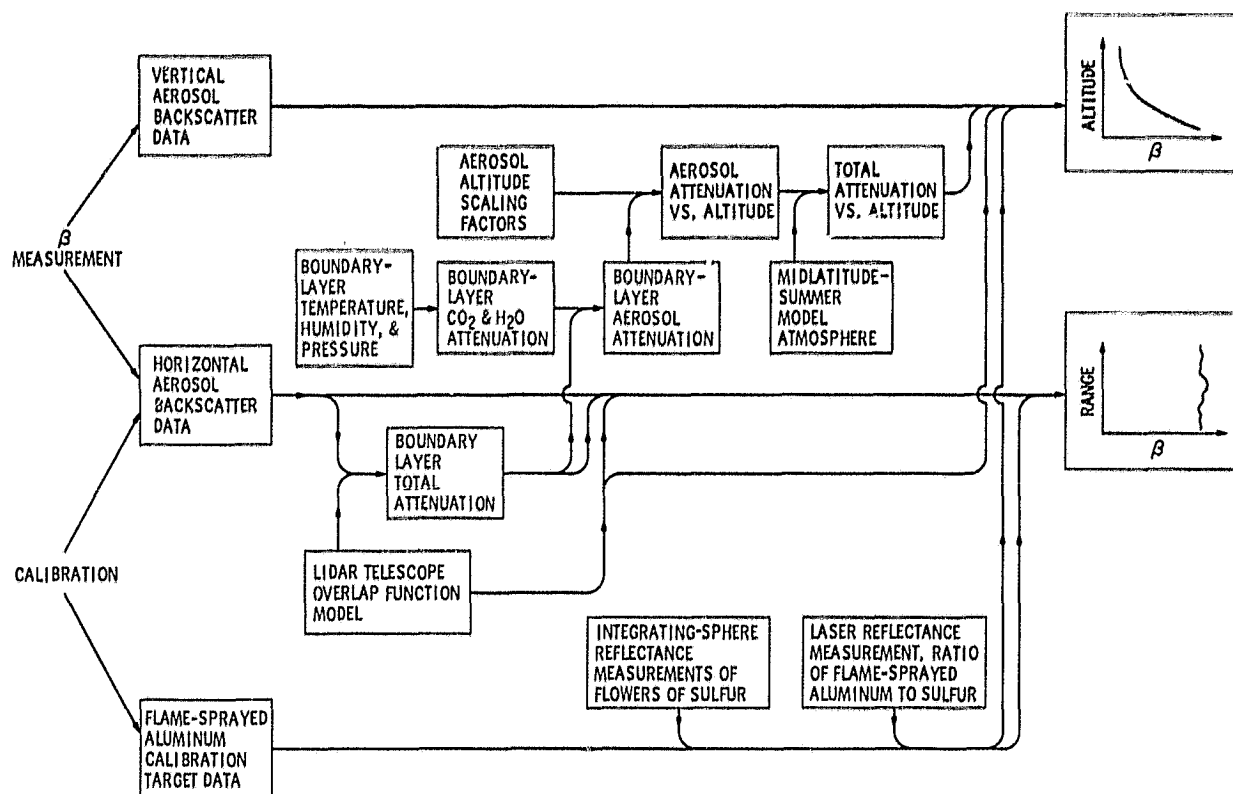 VERTICAL
AEROSOL
BACKSCATTER
DATA
ALTITUDE
β
AEROSOL
ALTITUDE
SCALING
FACTORS
AEROSOL
ATTENUATION
VS. ALTITUDE
TOTAL
ATTENUATION
VS. ALTITUDE
β
MEASUREMENT
BOUNDARY-
LAYER
TEMPERATURE,
HUMIDITY, &
PRESSURE
BOUNDARY-
LAYER
CO₂ & H₂O
ATTENUATION
BOUNDARY-
LAYER
AEROSOL
ATTENUATION
MIDLATITUDE-
SUMMER
MODEL
ATMOSPHERE
HORIZONTAL
AEROSOL
BACKSCATTER
DATA
RANGE
β
BOUNDARY
LAYER
TOTAL
ATTENUATION
CALIBRATION
LIDAR TELESCOPE
OVERLAP FUNCTION
MODEL
INTEGRATING-SPHERE
REFLECTANCE
MEASUREMENTS OF
FLOWERS OF SULFUR
LASER REFLECTANCE
MEASUREMENT, RATIO
OF FLAME-SPRAYED
ALUMINUM TO SULFUR
FLAME-SPRAYED
ALUMINUM
CALIBRATION
TARGET DATA